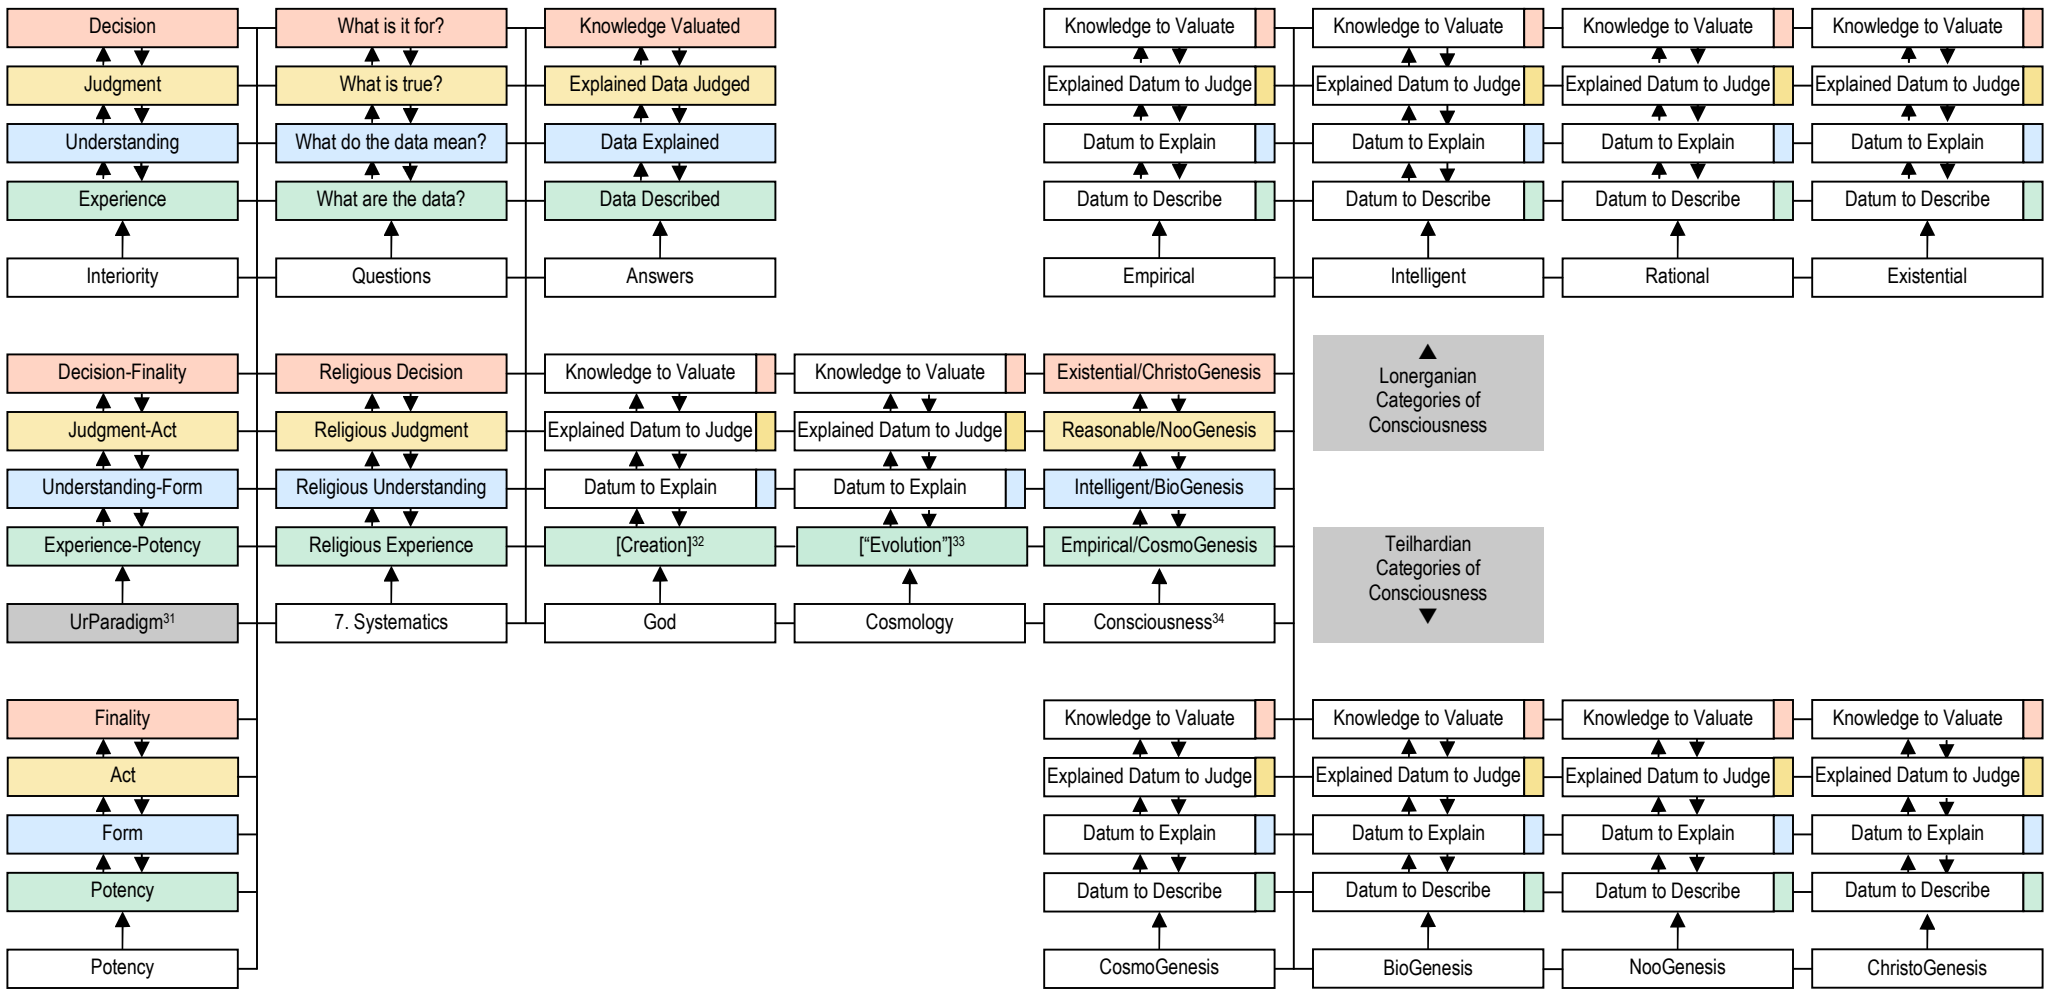 Decision
What is it for?
Knowledge Valuated
Knowledge to Valuate
Knowledge to Valuate
Knowledge to Valuate
Knowledge to Valuate
Judgment
What is true?
Explained Data Judged
Explained Datum to Judge
Explained Datum to Judge
Explained Datum to Judge
Explained Datum to Judge
Understanding
What do the data mean?
Data Explained
Datum to Explain
Datum to Explain
Datum to Explain
Datum to Explain
Experience
What are the data?
Data Described
Datum to Describe
Datum to Describe
Datum to Describe
Datum to Describe
Interiority
Questions
Answers
Empirical
Intelligent
Rational
Existential
Decision-Finality
Religious Decision
Knowledge to Valuate
Knowledge to Valuate
Existential/ChristoGenesis
Judgment-Act
Religious Judgment
Explained Datum to Judge
Explained Datum to Judge
Reasonable/NooGenesis
Understanding-Form
Religious Understanding
Datum to Explain
Datum to Explain
Intelligent/BioGenesis
Experience-Potency
Religious Experience
[Creation]32
[“Evolution”]33
Empirical/CosmoGenesis
UrParadigm31
7. Systematics
God
Cosmology
Consciousness34
▲
Lonerganian
Categories of
Consciousness
Teilhardian
Categories of
Consciousness
▼
Finality
Knowledge to Valuate
Knowledge to Valuate
Knowledge to Valuate
Knowledge to Valuate
Act
Explained Datum to Judge
Explained Datum to Judge
Explained Datum to Judge
Explained Datum to Judge
Form
Datum to Explain
Datum to Explain
Datum to Explain
Datum to Explain
Potency
Datum to Describe
Datum to Describe
Datum to Describe
Datum to Describe
Potency
CosmoGenesis
BioGenesis
NooGenesis
ChristoGenesis